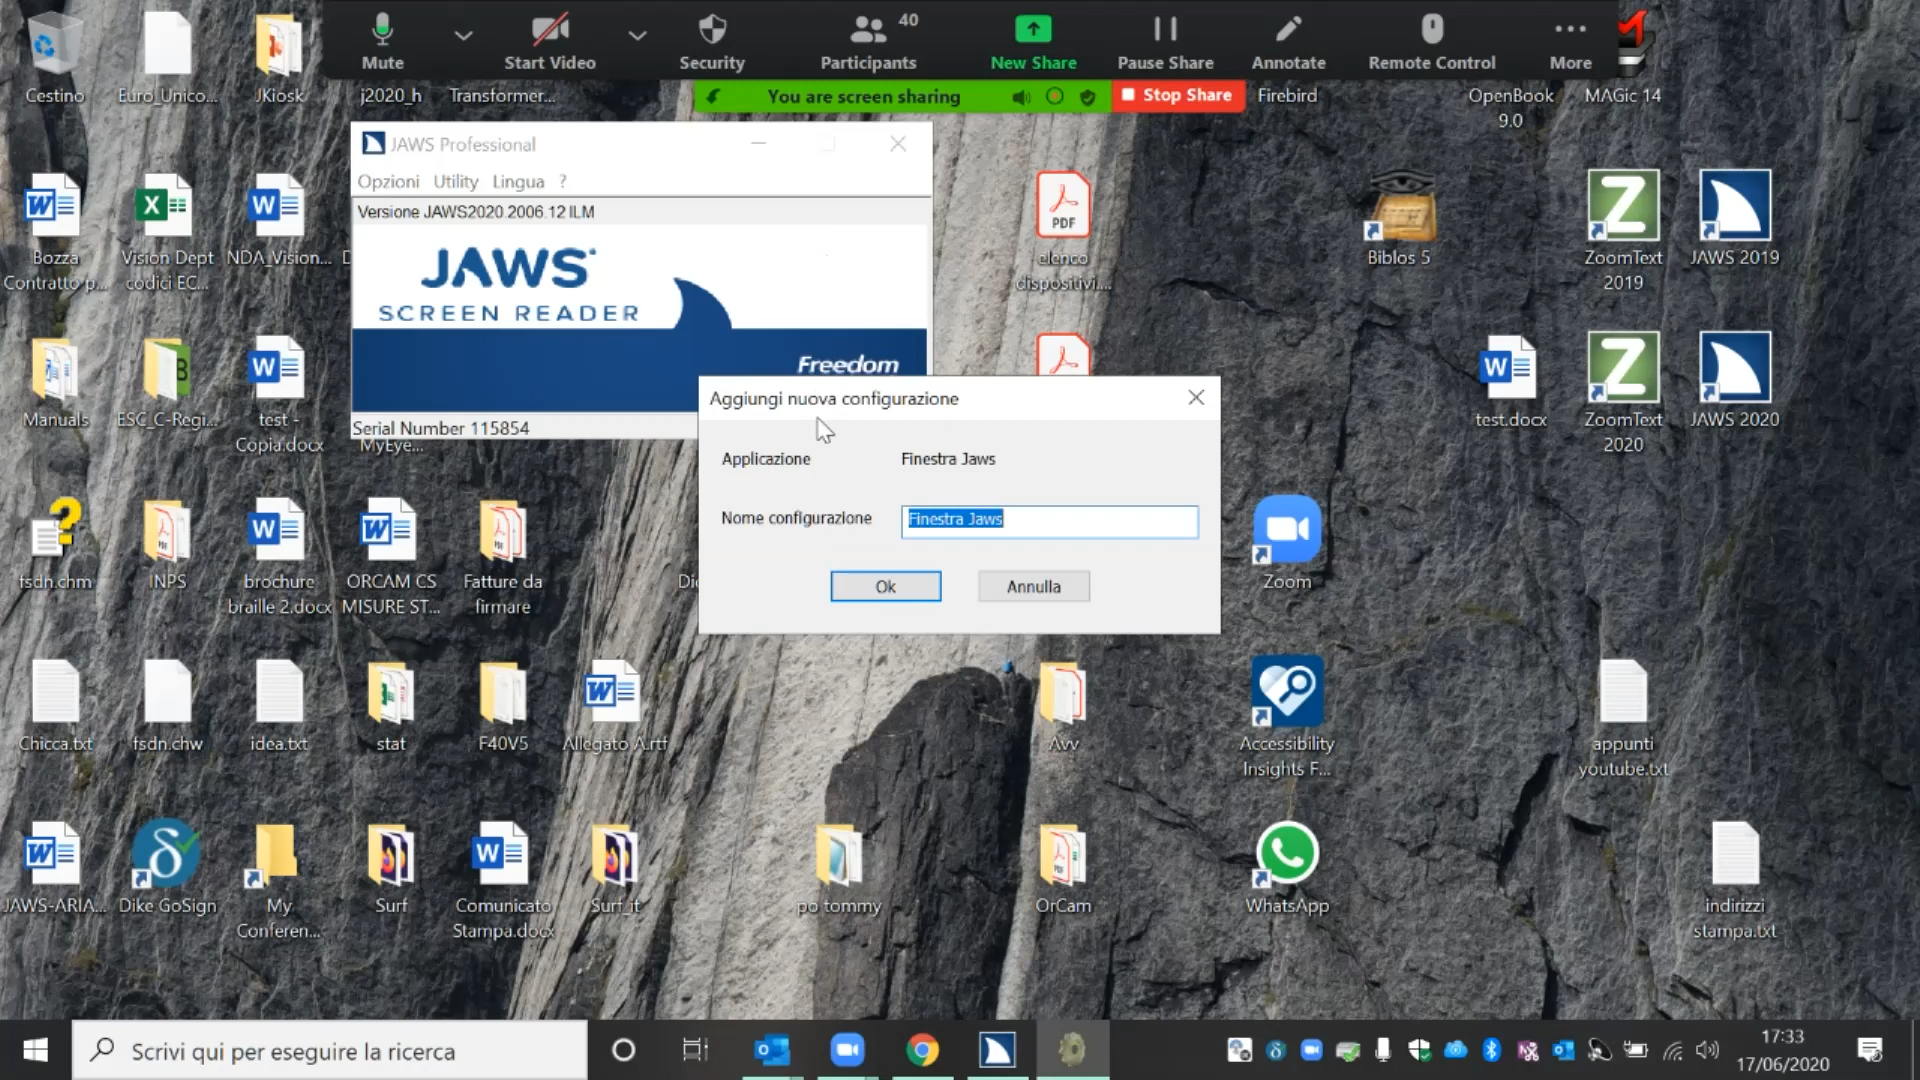 40
Mute
Start Video
Security
Participants
New Share
Pause Share
Annotate
Remote Control
More
You are screen sharing
Stop Share
Cestino
Euro_Unico...
JKiosk
j2020_h
Transformer...
Firebird
OpenBook
9.0
MAGic 14
JAWS Professional
Opzioni Utility Lingua ?
Versione JAWS2020.2006.12 ILM
JAWS
SCREEN READER
Freedom
Serial Number 115854
MyEye...
Bozza
Contratto p...
Vision Dept
codici EC...
NDA_Vision...
elenco
dispositivi....
PDF
Biblos 5
ZoomText
2019
JAWS 2019
Manuals
ESC_C-Regi...
test -
Copia.docx
test.docx
ZoomText
2020
JAWS 2020
Aggiungi nuova configurazione
Applazione
Finestra Jaws
Nome configurazione
Finestra Jaws
Ok
Annulla
fsdn.chm
INPS
brochure
braille 2.docx
ORCAM CS
MISURE ST...
Fatture da
firmare
Zoom
Chicca.txt
fsdn.chw
idea.txt
stat
F40V5
Allegato A.rtf
Avv
Accessibility
Insights F...
appunti
youtube.txt
JAWS-ARIA...
Dike GoSign
My
Conferen...
Surf
Comunicato
Stampa.docx
Surf_it
po tommy
OrCam
WhatsApp
indirizzi
stampa.txt
Scrivi qui per eseguire la ricerca
17:33
17/06/2020